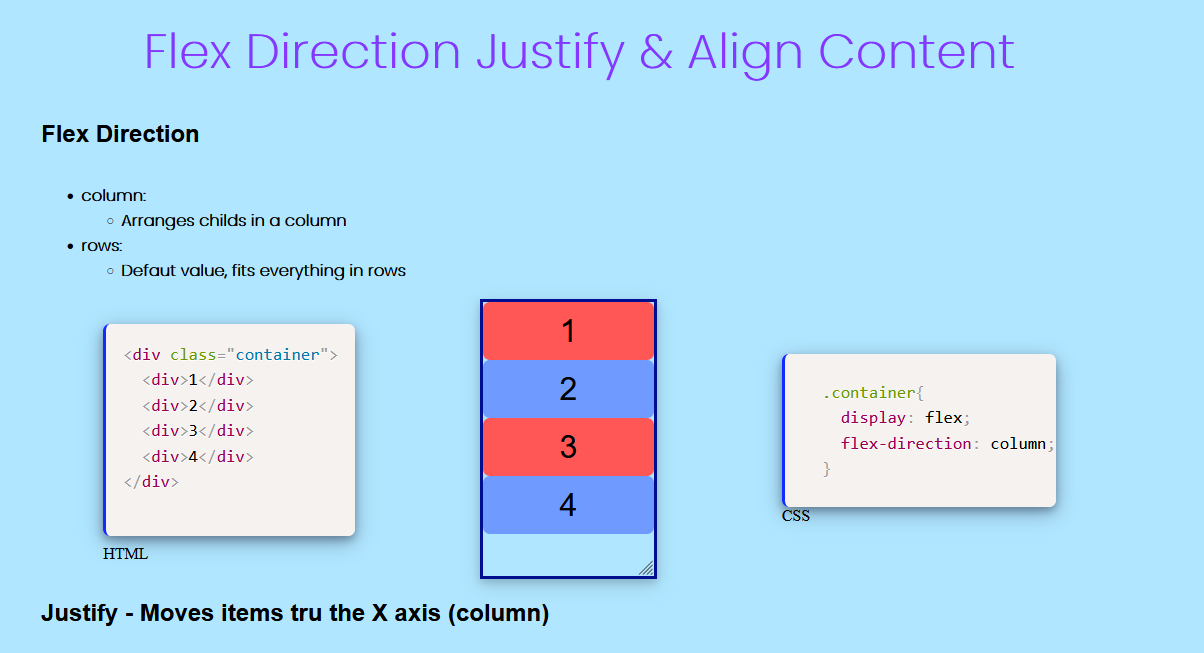 Flex Direction Justify & Align Content
Flex Direction
column:
Arranges childs in a column
rows:
Defaut value, fits everything in rows
<div class="container">
<div>1</div>
<div>2</div>
<div>3</div>
<div>4</div>
</div>
HTML
1
2
3
4
.container{
display: flex;
flex-direction: column;
}
CSS
Justify - Moves items tru the X axis (column)